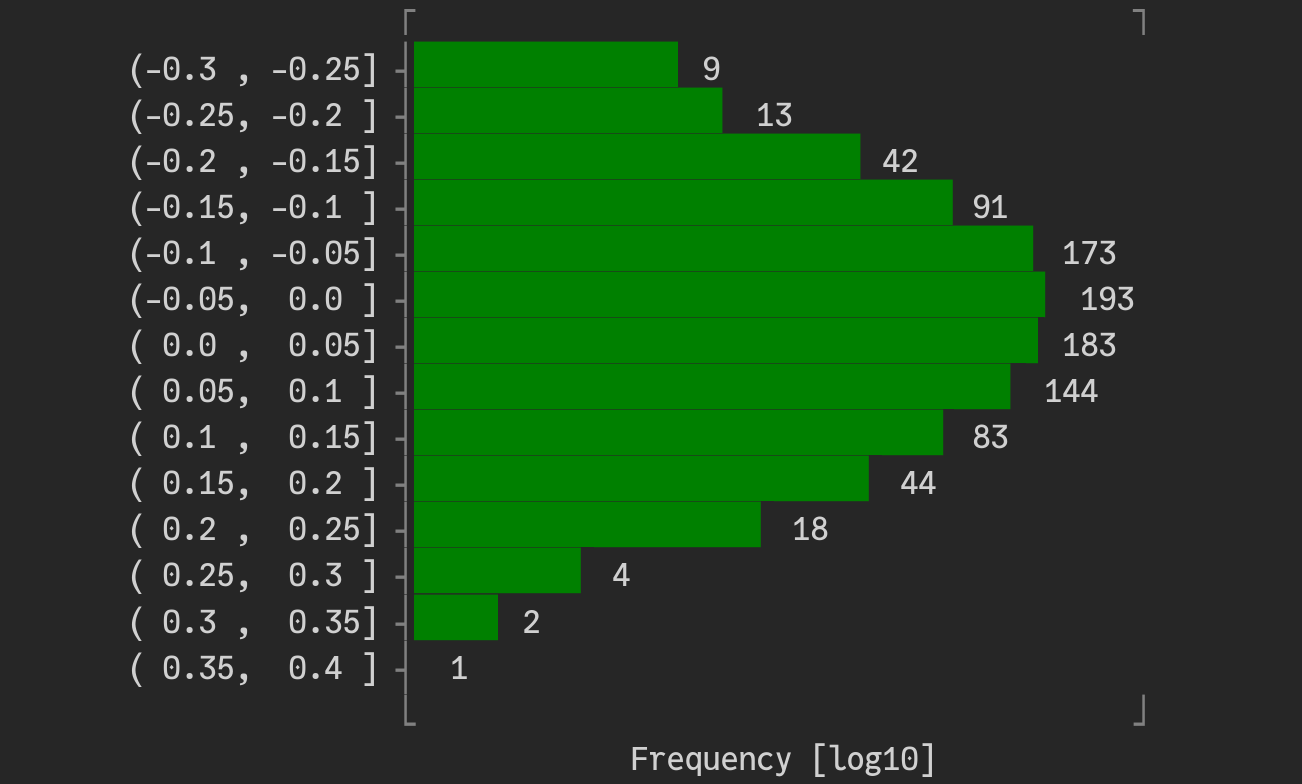 (-0.3 , -0.25] 9
(-0.25, -0.2 ] 13
(-0.2 , -0.15] 42
(-0.15, -0.1 ] 91
(-0.1 , -0.05] 173
(-0.05,  0.0 ] 193
( 0.0 ,  0.05] 183
( 0.05,  0.1 ] 144
( 0.1 ,  0.15] 83
( 0.15,  0.2 ] 44
( 0.2 ,  0.25] 18
( 0.25,  0.3 ] 4
( 0.3 ,  0.35] 2
( 0.35,  0.4 ] 1
Frequency [log10]